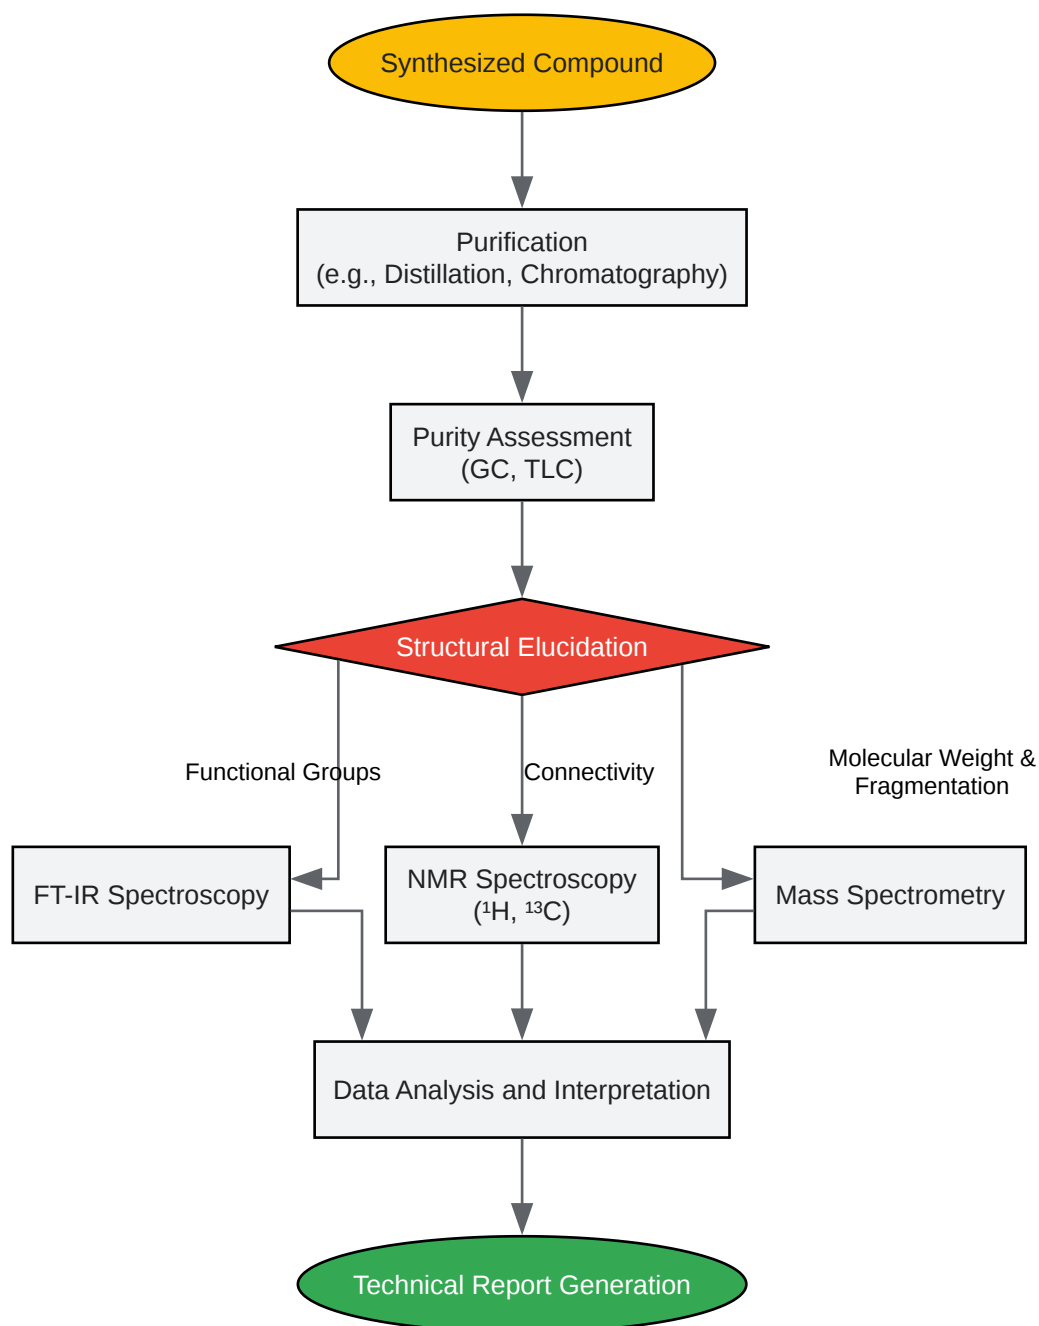 Synthesized Compound
Purification
(e.g., Distillation, Chromatography)
Purity Assessment
(GC, TLC)
Structural Elucidation
Functional Groups
Connectivity
Molecular Weight &
Fragmentation
FT-IR Spectroscopy
NMR Spectroscopy
(¹H, ¹³C)
Mass Spectrometry
Data Analysis and Interpretation
Technical Report Generation